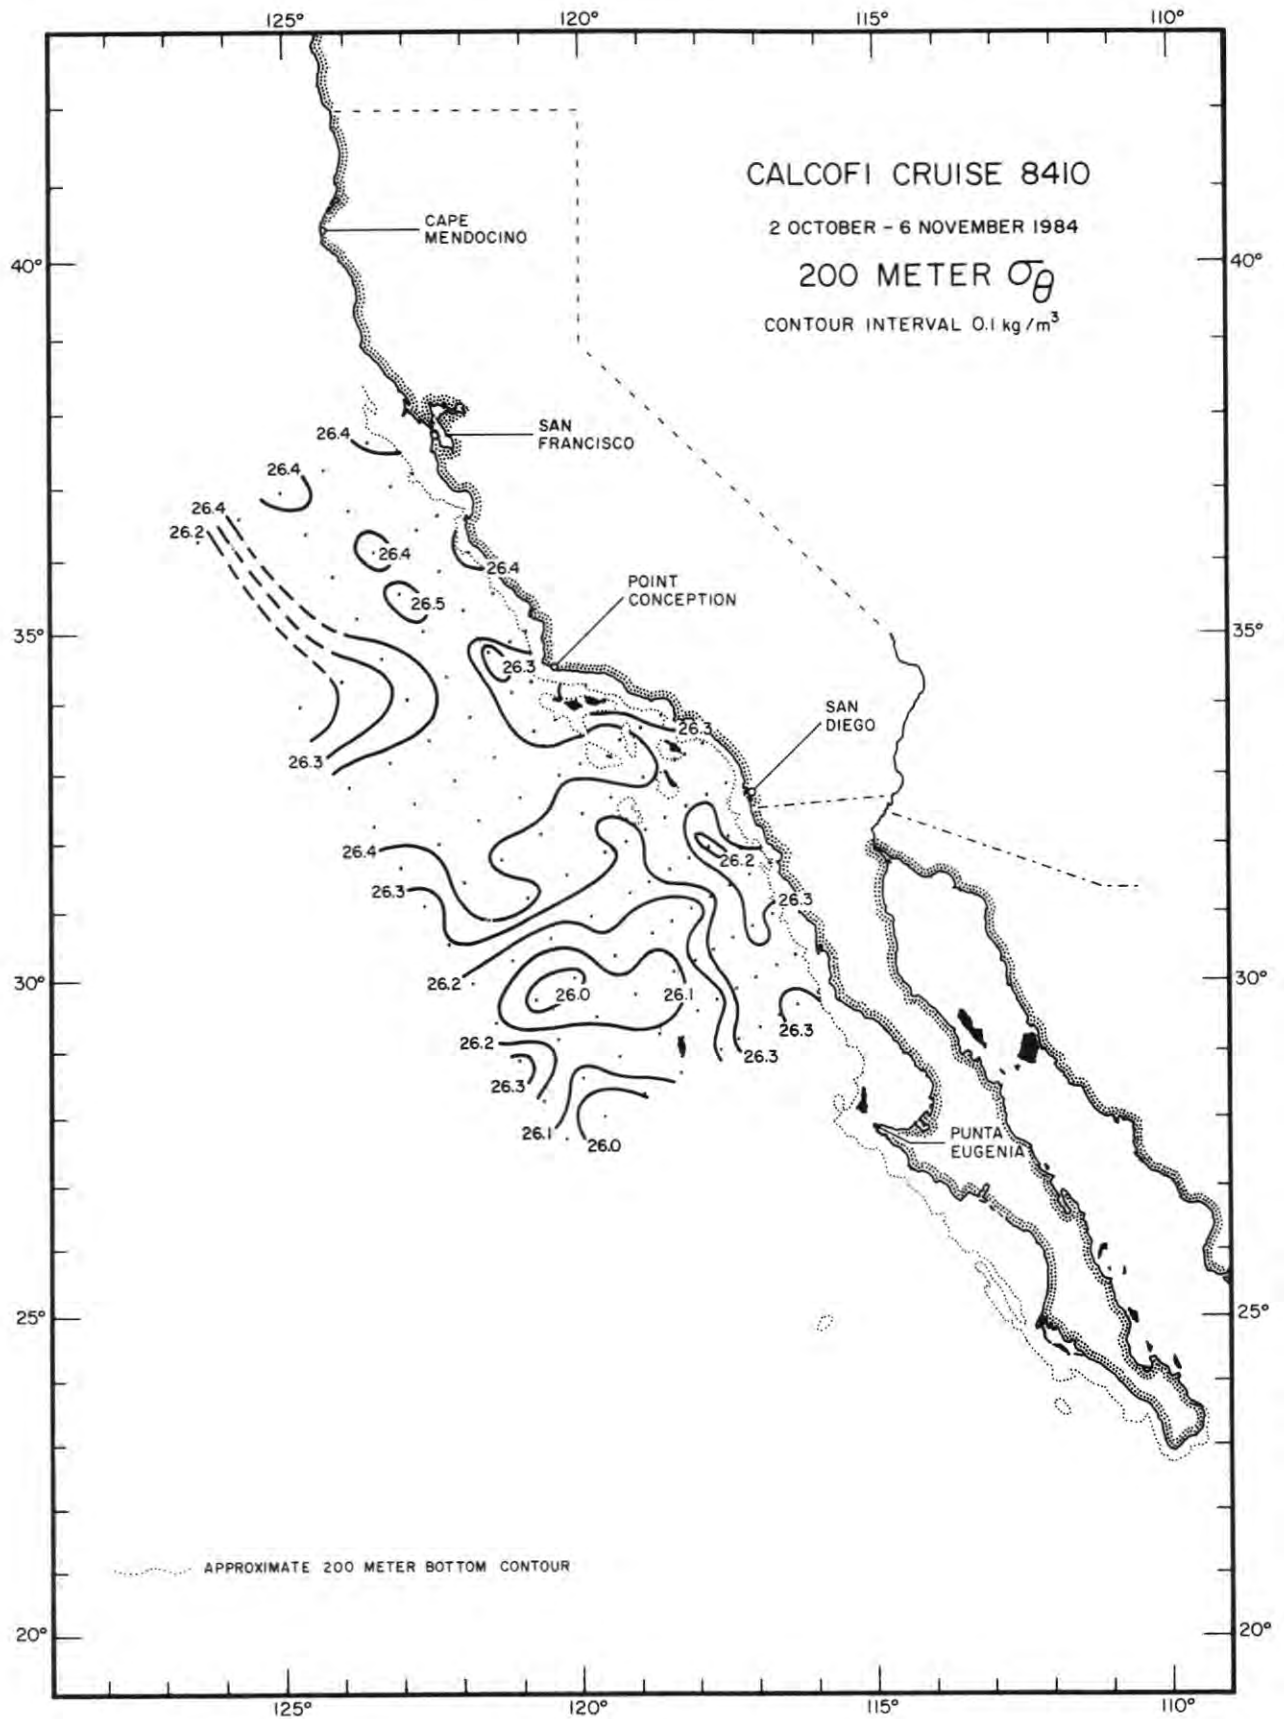 125°
120°
115°
110°
CALCOFI CRUISE 8410
2 OCTOBER - 6 NOVEMBER 1984
200 METER σθ
CONTOUR INTERVAL 0.1 kg/m³
CAPE
MENDOCINO
40°
40°
SAN
FRANCISCO
26.4
26.4
26.4
26.2
26.4
26.4
26.5
POINT
CONCEPTION
35°
35°
26.3
SAN
DIEGO
26.3
26.3
26.4
26.2
26.3
26.3
30°
30°
26.2
26.0
26.1
26.3
26.2
26.3
26.3
26.1
26.0
PUNTA
EUGENIA
25°
25°
APPROXIMATE 200 METER BOTTOM CONTOUR
20°
20°
125°
120°
115°
110°